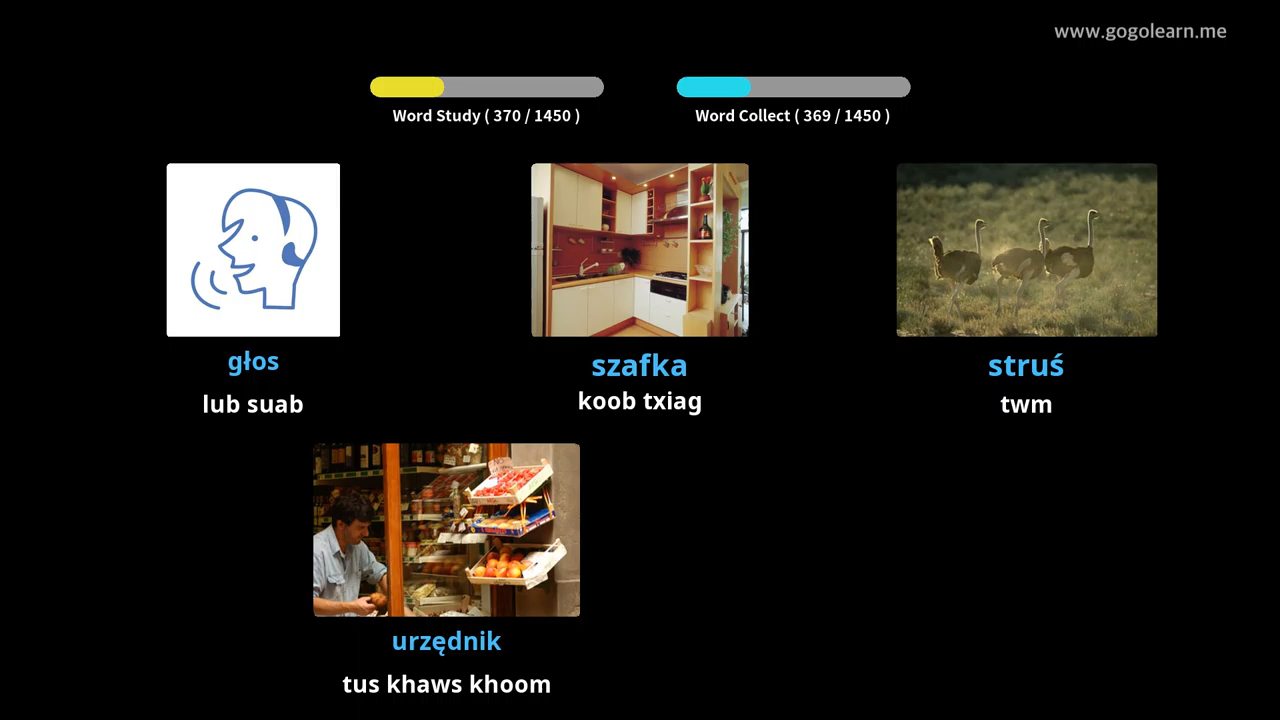 www.gogolearn.me
Word Study ( 370 / 1450 )
Word Collect ( 369 / 1450 )
głos
lub suab
szafka
koob txiag
struś
twm
urzędnik
tus khaws khoom